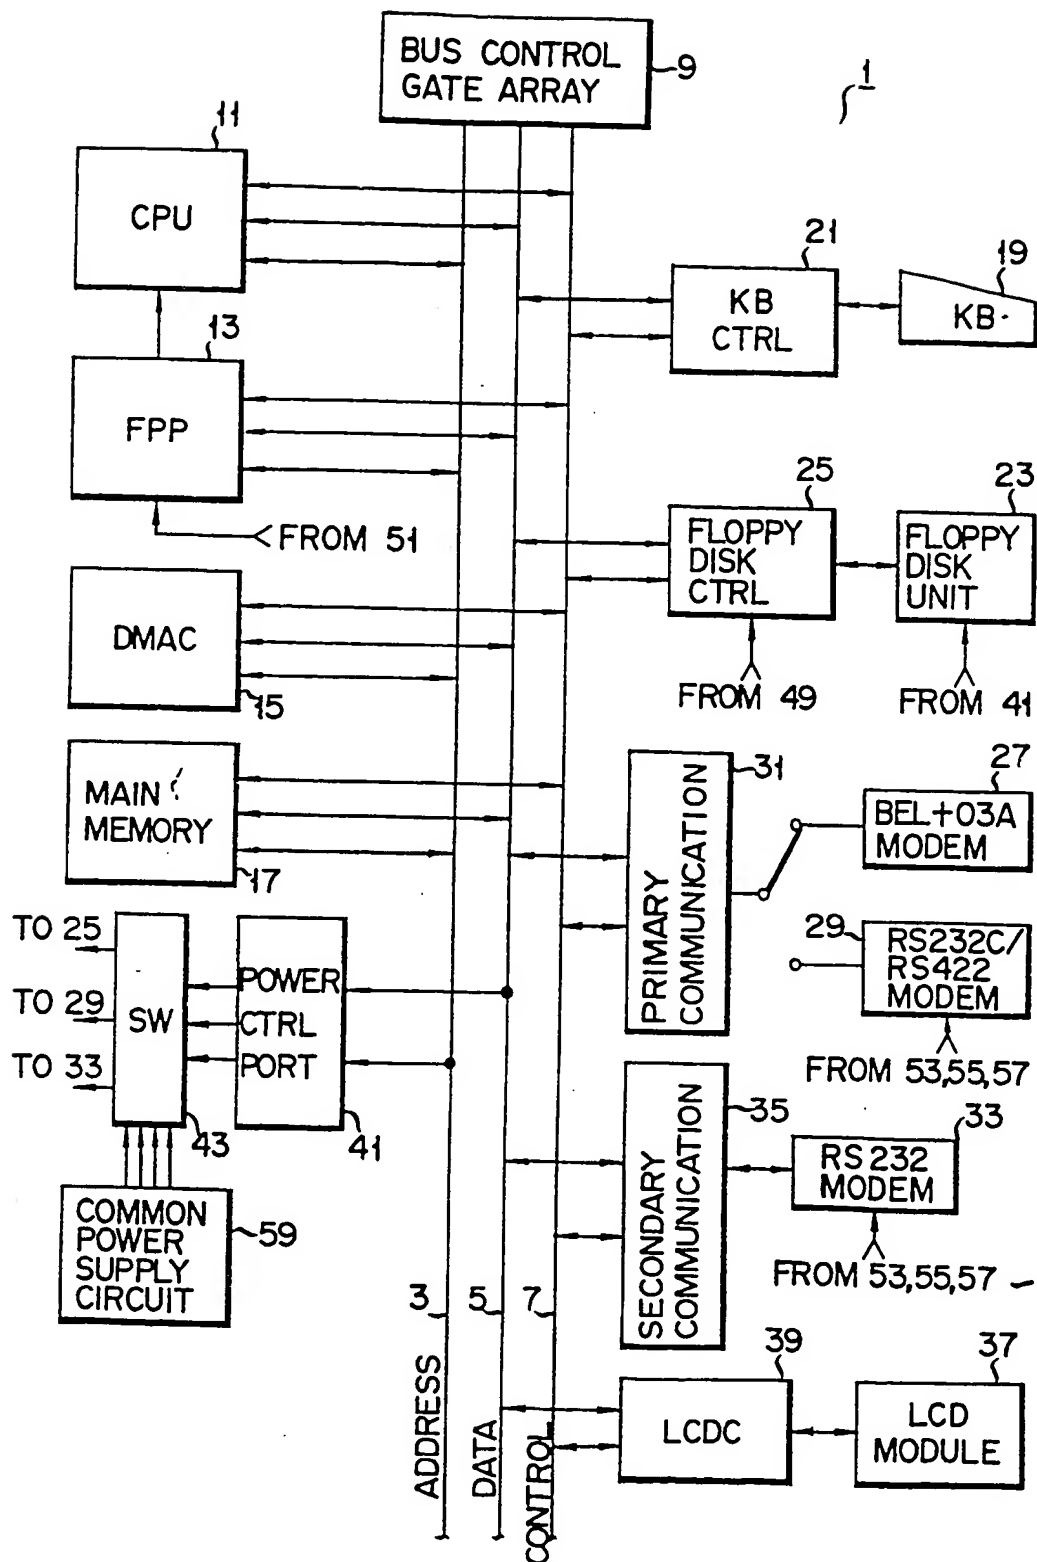 BUS CONTROL
GATE ARRAY
9
1
11
CPU
21
KB
CTRL
19
KB
13
FPP
FROM 51
25
FLOPPY
DISK
CTRL
FROM 49
23
FLOPPY
DISK
UNIT
FROM 41
DMAC
15
MAIN
MEMORY
17
31
PRIMARY
COMMUNICATION
27
BEL+03A
MODEM
29
RS232C/
RS422
MODEM
FROM 53,55,57
TO 25
TO 29
TO 33
SW
43
POWER
CTRL
PORT
41
35
SECONDARY
COMMUNICATION
33
RS232
MODEM
FROM 53,55,57
COMMON
POWER
SUPPLY
CIRCUIT
59
3
5
7
ADDRESS
DATA
CONTROL
39
LCDC
37
LCD
MODULE